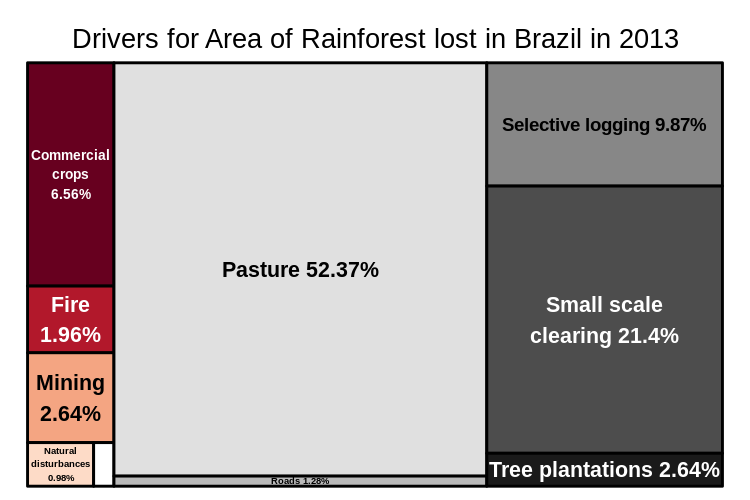 Drivers for Area of Rainforest lost in Brazil in 2013
Commercial
crops
6.56%
Fire
1.96%
Mining
2.64%
Natural
disturbances
0.98%
Pasture 52.37%
Roads 1.28%
Selective logging 9.87%
Small scale
clearing 21.4%
Tree plantations 2.64%